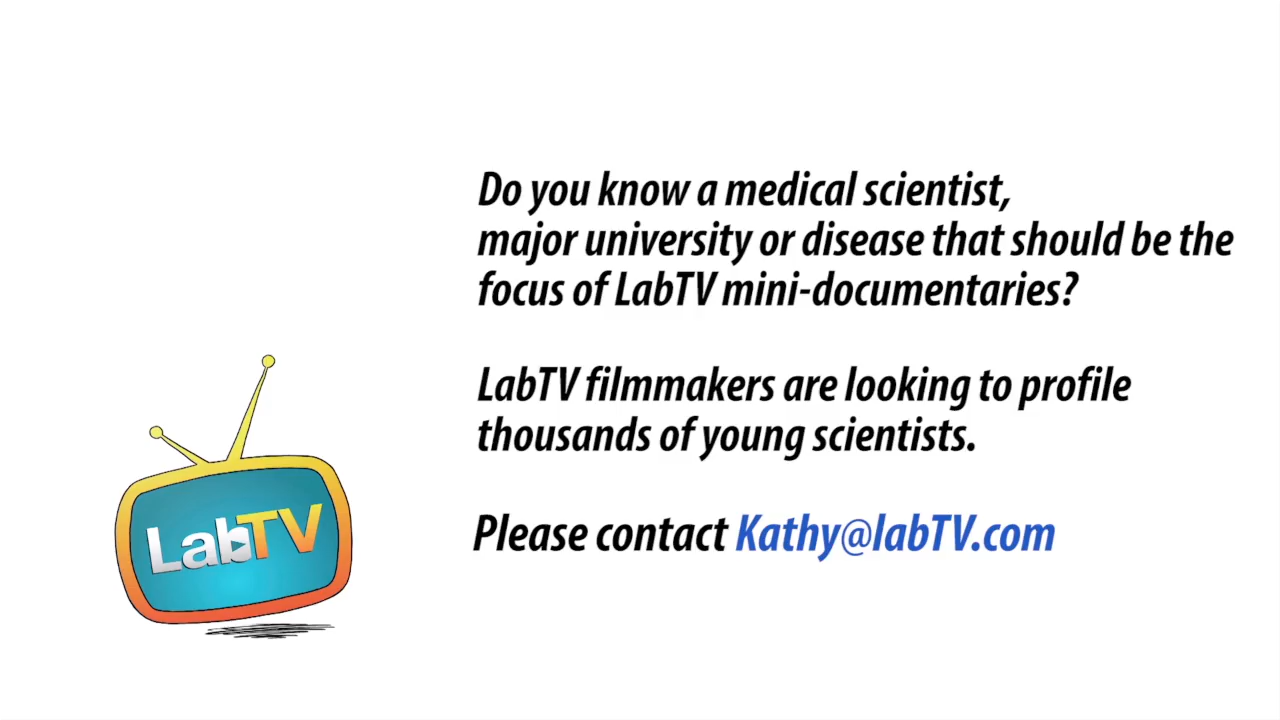 Do you know a medical scientist,
major university or disease that should be the
focus of LabTV mini-documentaries?
LabTV filmmakers are looking to profile
thousands of young scientists.
LabTV
Please contact Kathy@labTV.com